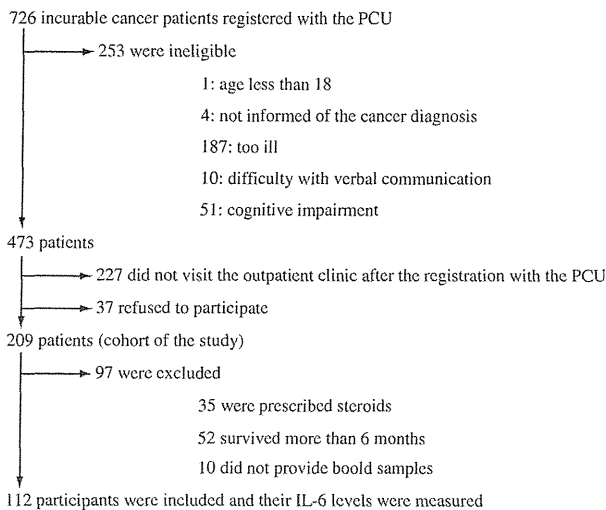 726 incurable cancer patients registered with the PCU
253 were ineligible
1: age less than 18
4: not informed of the cancer diagnosis
187: too ill
10: difficulty with verbal communication
51: cognitive impairment
473 patients
227 did not visit the outpatient clinic after the registration with the PCU
37 refused to participate
209 patients (cohort of the study)
97 were excluded
35 were prescribed steroids
52 survived more than 6 months
10 did not provide boold samples
112 participants were included and their IL-6 levels were measured